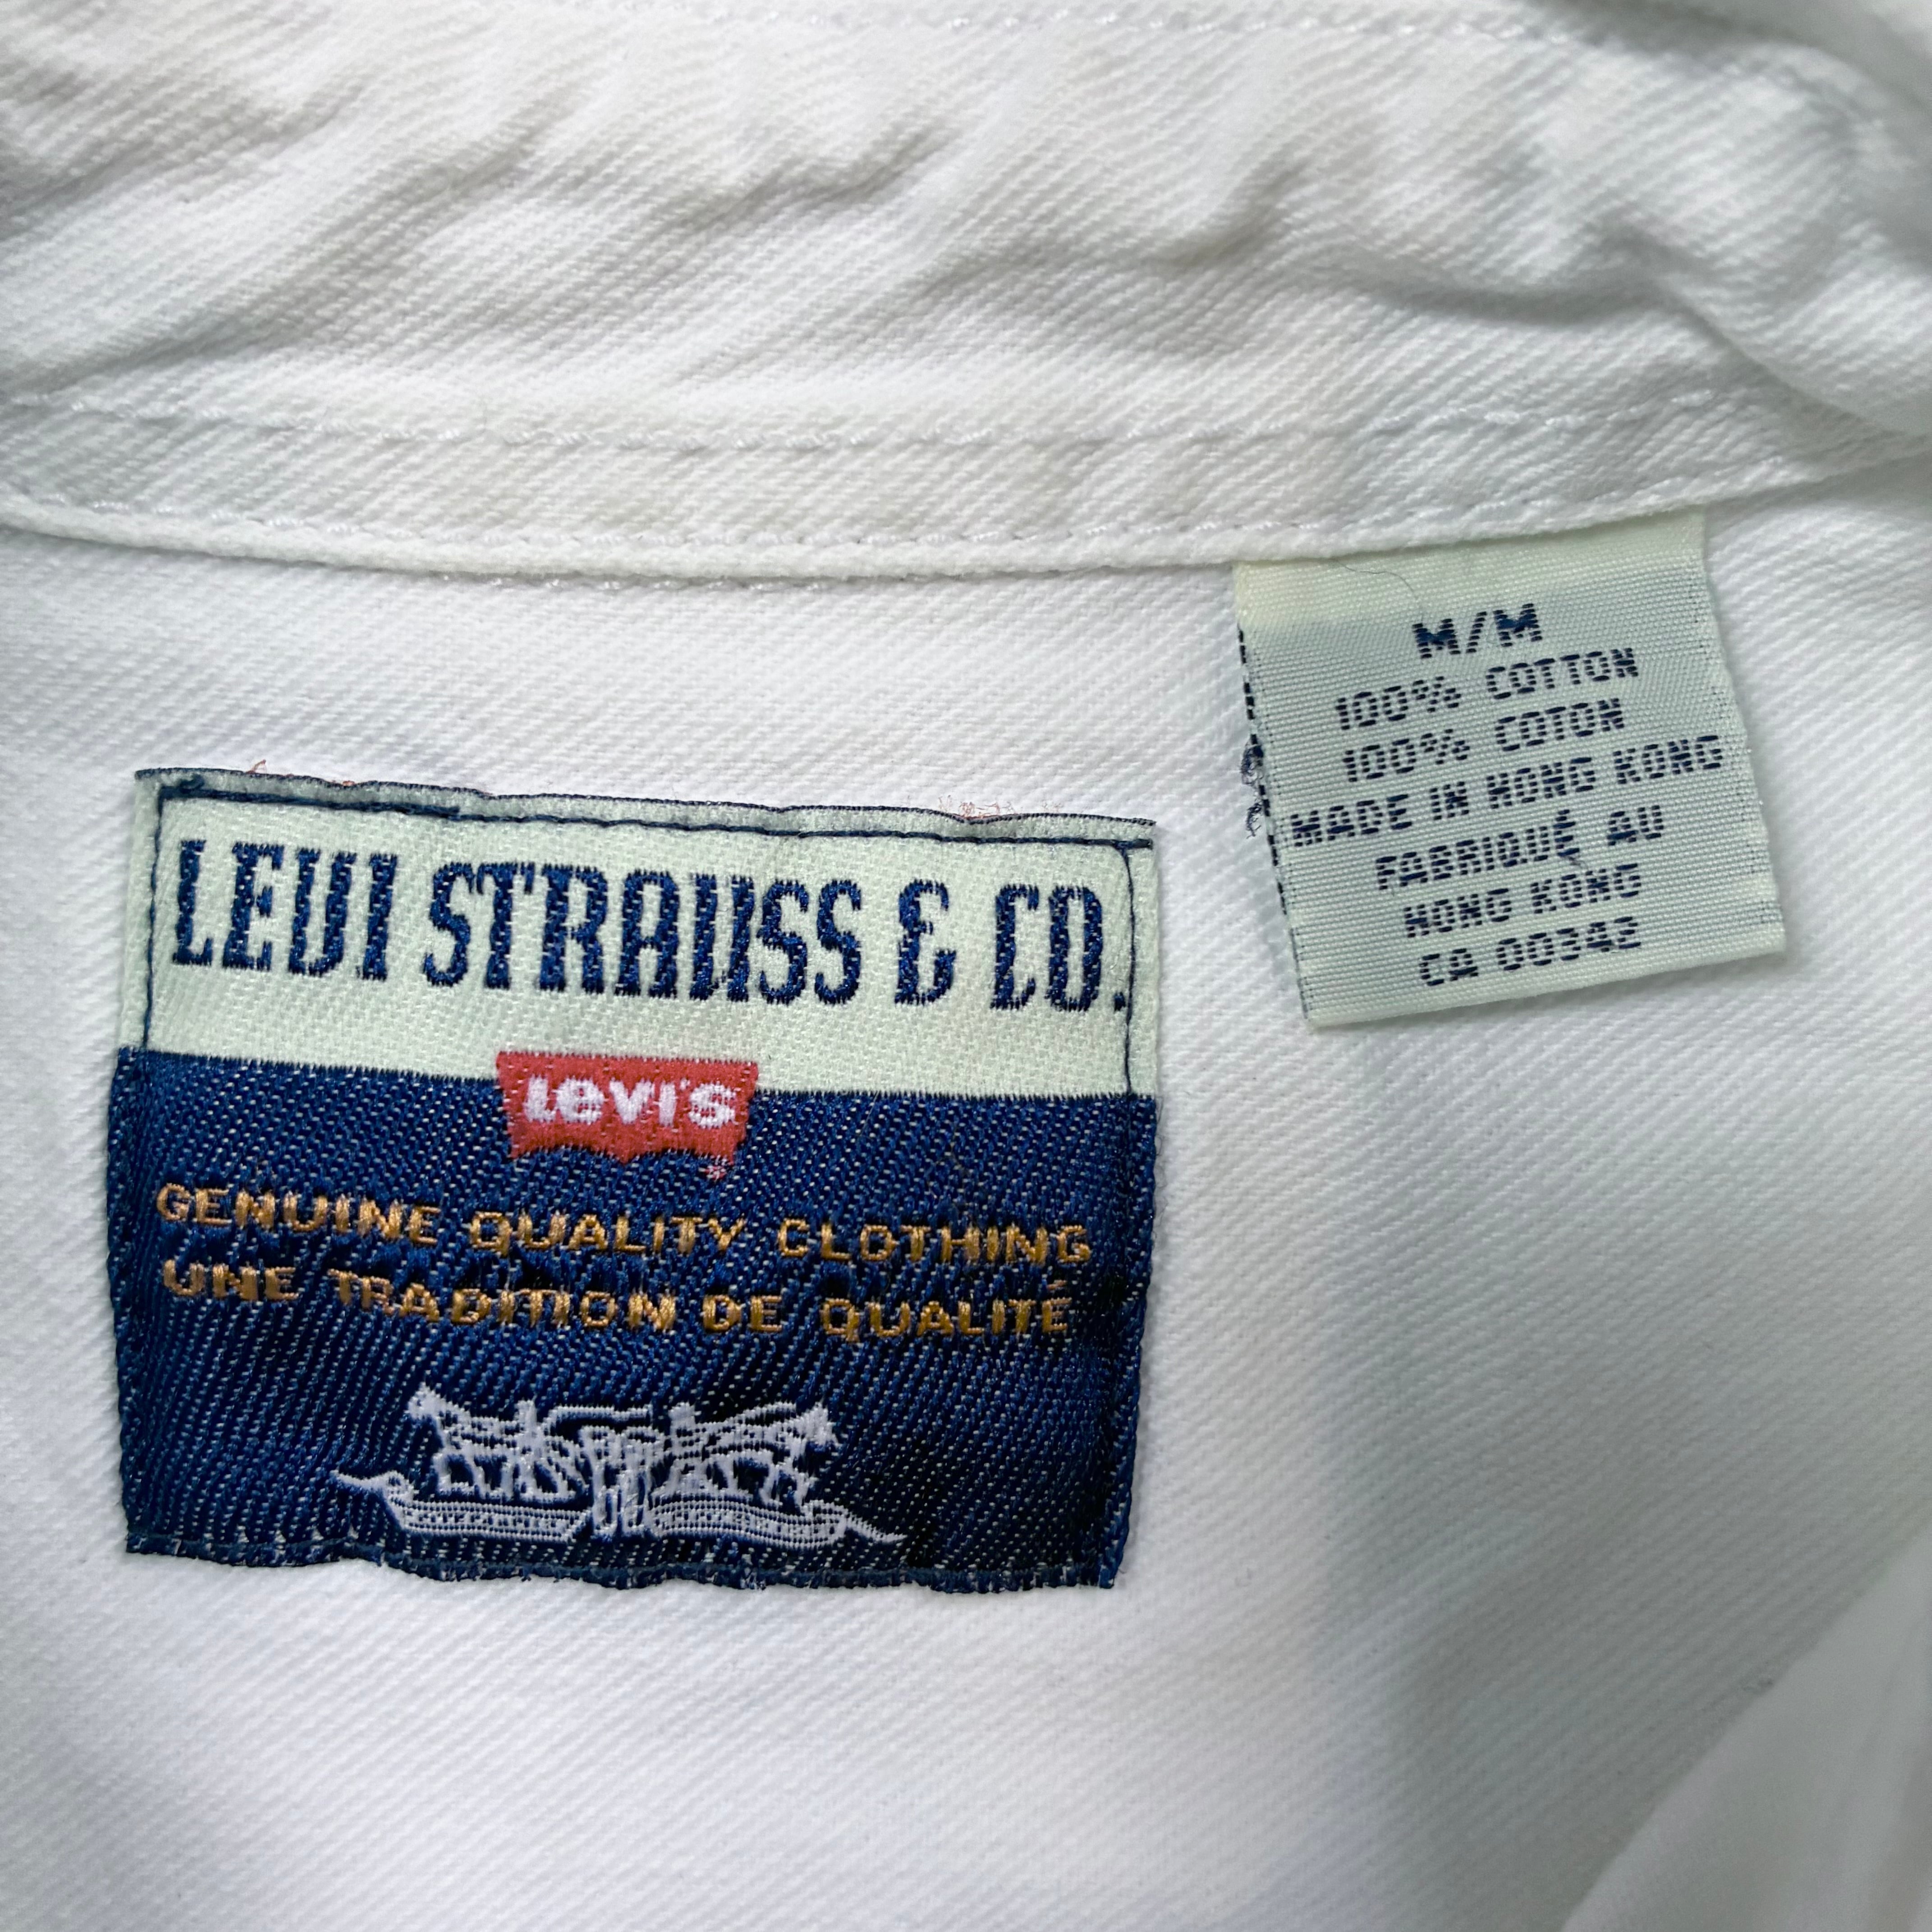 M/M
100% COTTON
100% COTON
MADE IN HONG KONG
FABRIQUÉ AU
HONG KONG
CA 00342
LEVI STRAUSS & CO.
Levi's
GENUINE QUALITY CLOTHING
UNE TRADITION DE QUALITÉ